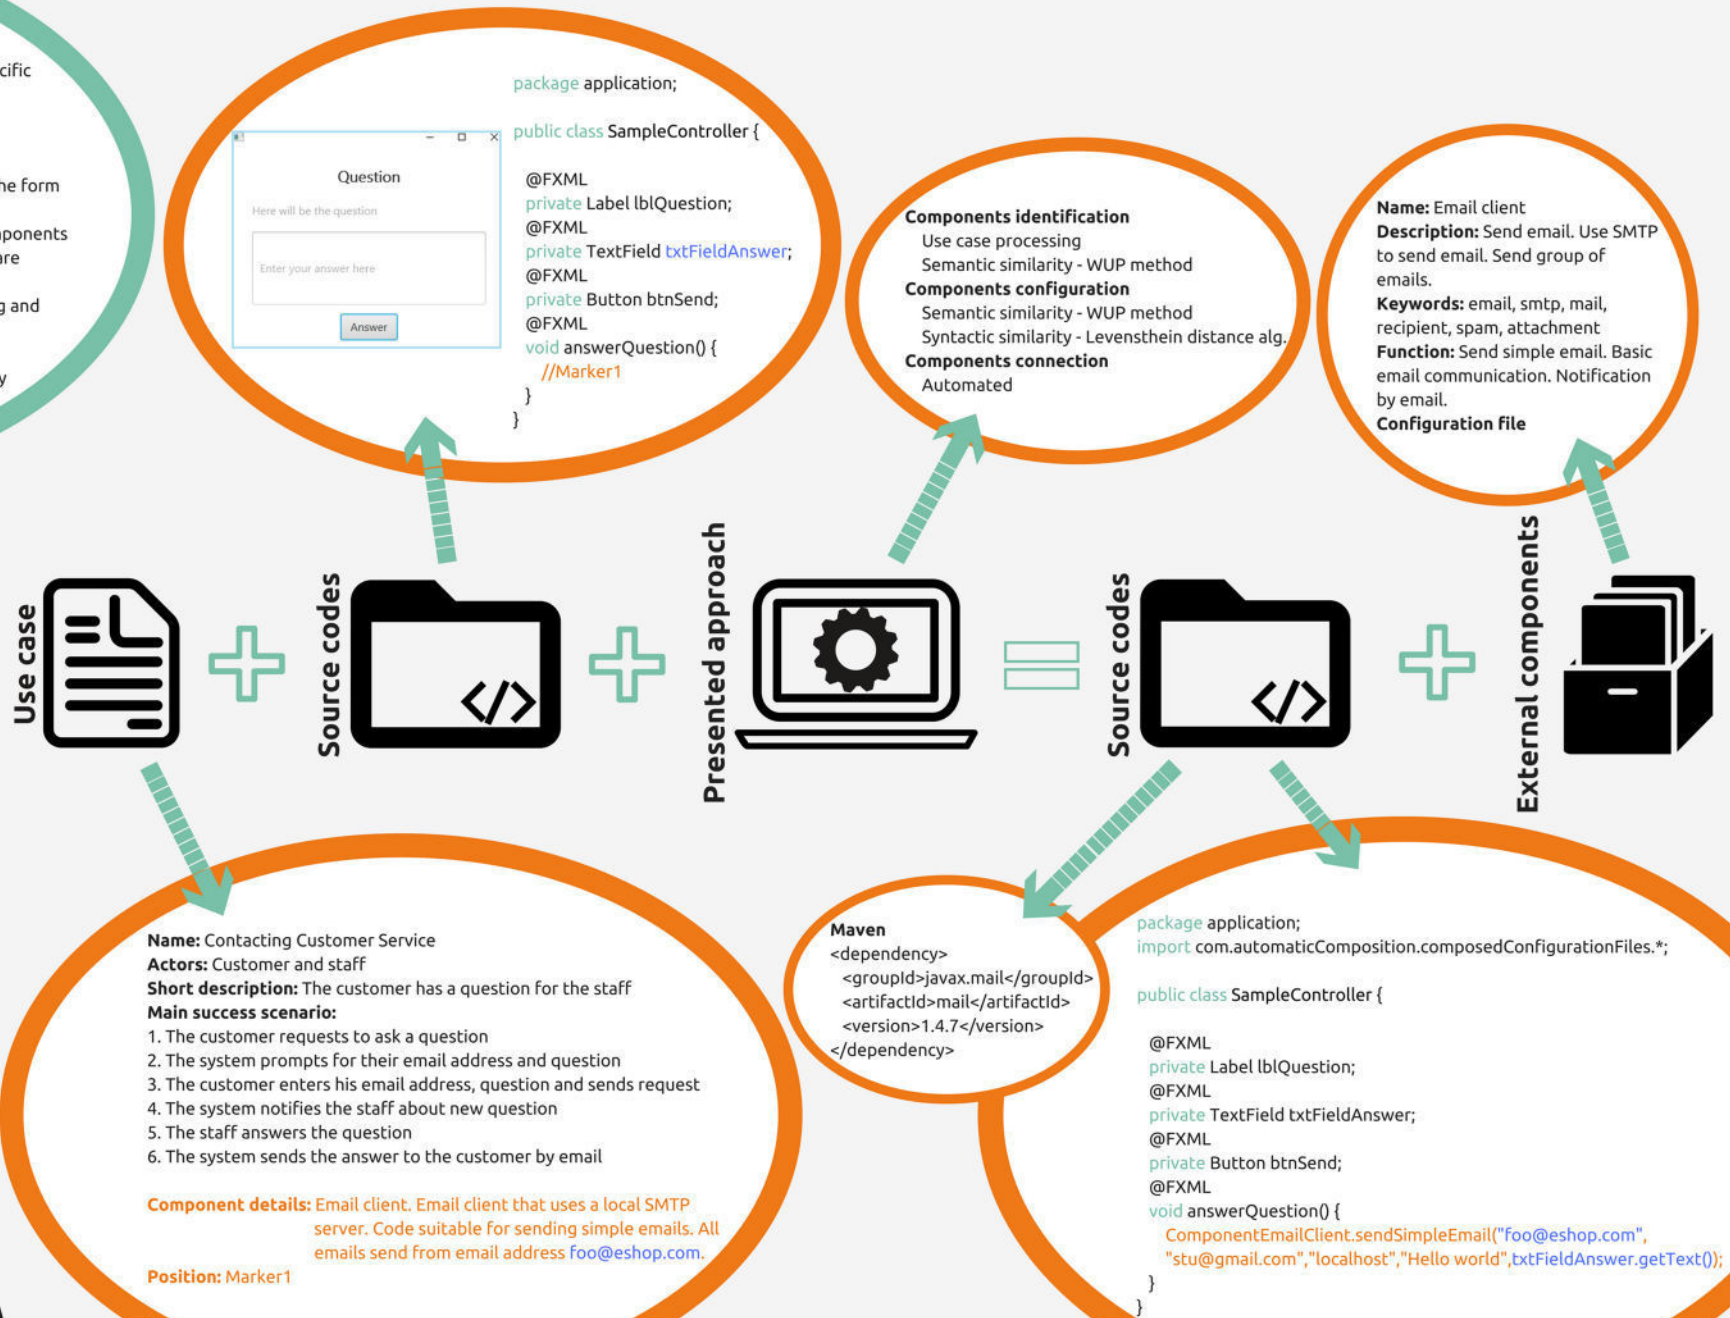 cific
he form
ponents
are
g and
y
Question
Here will be the question
Enter your answer here
Answer
package application;
public class SampleController {
@FXML
private Label lblQuestion;
@FXML
private TextField txtFieldAnswer;
@FXML
private Button btnSend;
@FXML
void answerQuestion() {
//Marker1
}
}
Components identification
Use case processing
Semantic similarity - WUP method
Components configuration
Semantic similarity - WUP method
Syntactic similarity - Levensthein distance alg.
Components connection
Automated
Name: Email client
Description: Send email. Use SMTP
to send email. Send group of
emails.
Keywords: email, smtp, mail,
recipient, spam, attachment
Function: Send simple email. Basic
email communication. Notification
by email.
Configuration file
Use case
Source codes
</>
Presented approach
Source codes
</>
External components
Name: Contacting Customer Service
Actors: Customer and staff
Short description: The customer has a question for the staff
Main success scenario:
1. The customer requests to ask a question
2. The system prompts for their email address and question
3. The customer enters his email address, question and sends request
4. The system notifies the staff about new question
5. The staff answers the question
6. The system sends the answer to the customer by email
Component details: Email client. Email client that uses a local SMTP
server. Code suitable for sending simple emails. All
emails send from email address foo@eshop.com.
Position: Marker1
Maven
<dependency>
<groupId>javax.mail</groupId>
<artifactId>mail</artifactId>
<version>1.4.7</version>
</dependency>
package application;
import com.automaticComposition.composedConfigurationFiles.*;
public class SampleController {
@FXML
private Label lblQuestion;
@FXML
private TextField txtFieldAnswer;
@FXML
private Button btnSend;
@FXML
void answerQuestion() {
ComponentEmailClient.sendSimpleEmail("foo@eshop.com",
"stu@gmail.com","localhost","Hello world",txtFieldAnswer.getText());
}
}